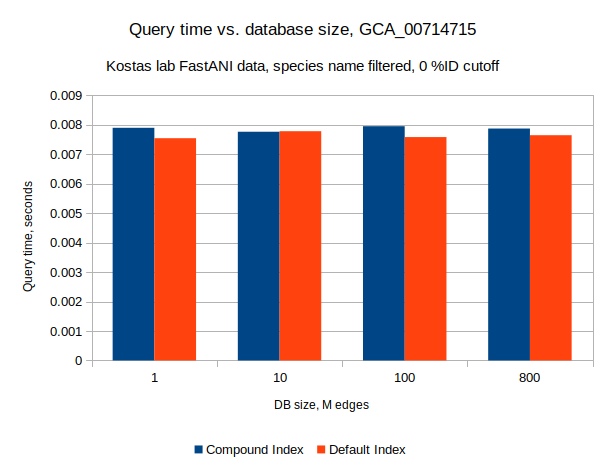 Query time vs. database size, GCA_00714715
Kostas lab FastANI data, species name filtered, 0 %ID cutoff
0.009
0.008
0.007
0.006
0.005
0.004
0.003
0.002
0.001
0
Query time, seconds
1 10 100 800
DB size, M edges
Compound Index Default Index